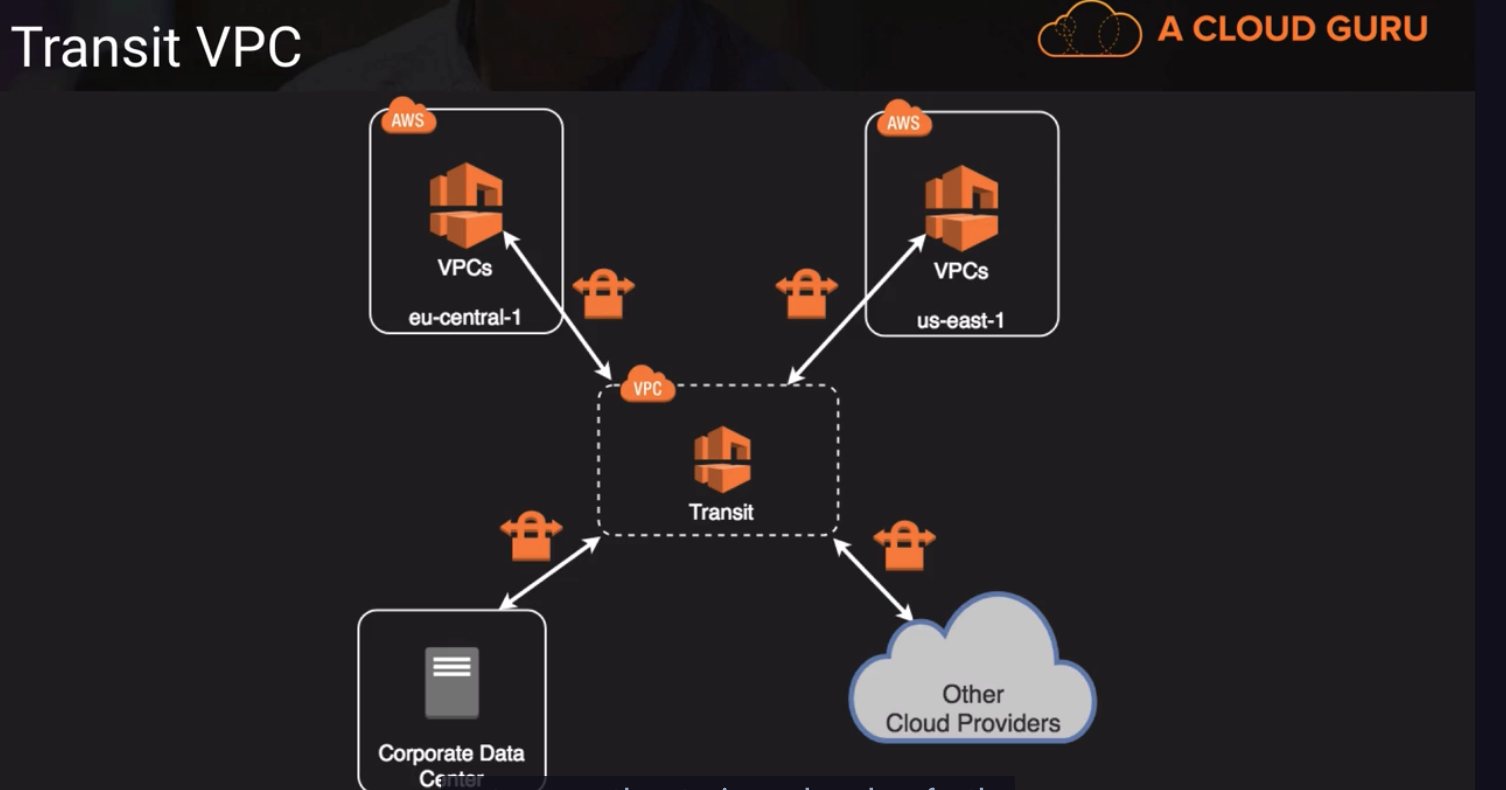 Transit VPC
A CLOUD GURU
AWS
AWS
VPCs
VPCs
eu-central-1
us-east-1
VPC
Transit
Other
Cloud Providers
Corporate Data
Center